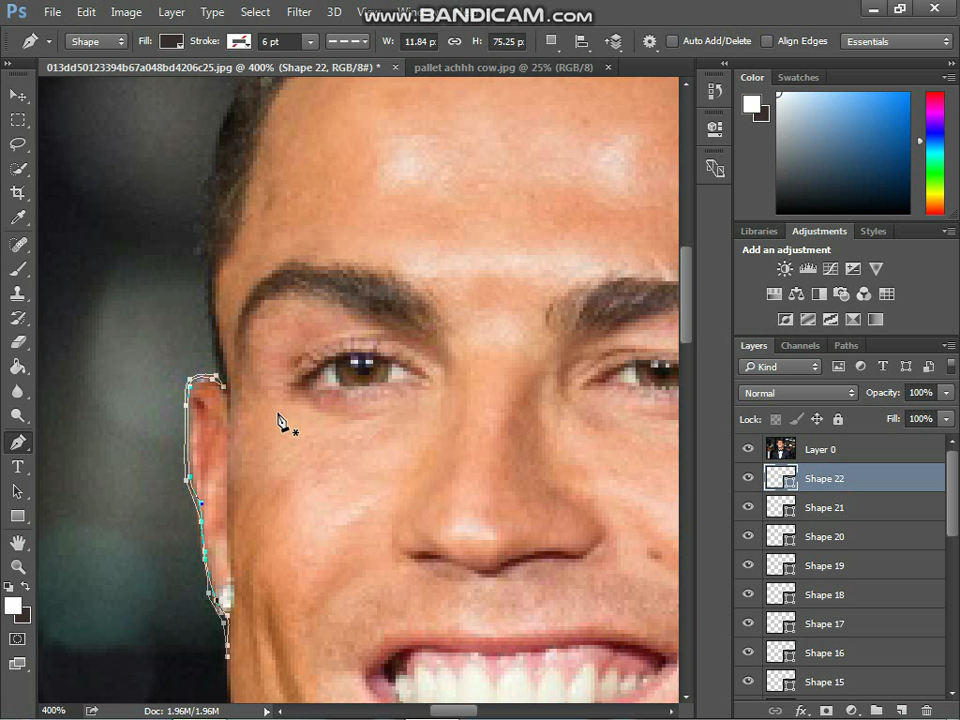 Ps File Edit Image Layer Type Select Filter 3D
www.BANDICAM.com
Shape Fill: Stroke: 6 pt W: 11.84 p: H: 75.25 p: Auto Add/Delete Align Edges Essentials
013dd50123394b67a048bd4206c25.jpg @ 400% (Shape 22, RGB/8#) * × pallet achhh cow.jpg @ 25% (RGB/8) ×
Color Swatches
Libraries Adjustments Styles
Add an adjustment
Layers Channels Paths
Kind
Normal Opacity: 100%
Lock: Fill: 100%
Layer 0
Shape 22
Shape 21
Shape 20
Shape 19
Shape 18
Shape 17
Shape 16
Shape 15
400% Doc: 1.96M/1.96M